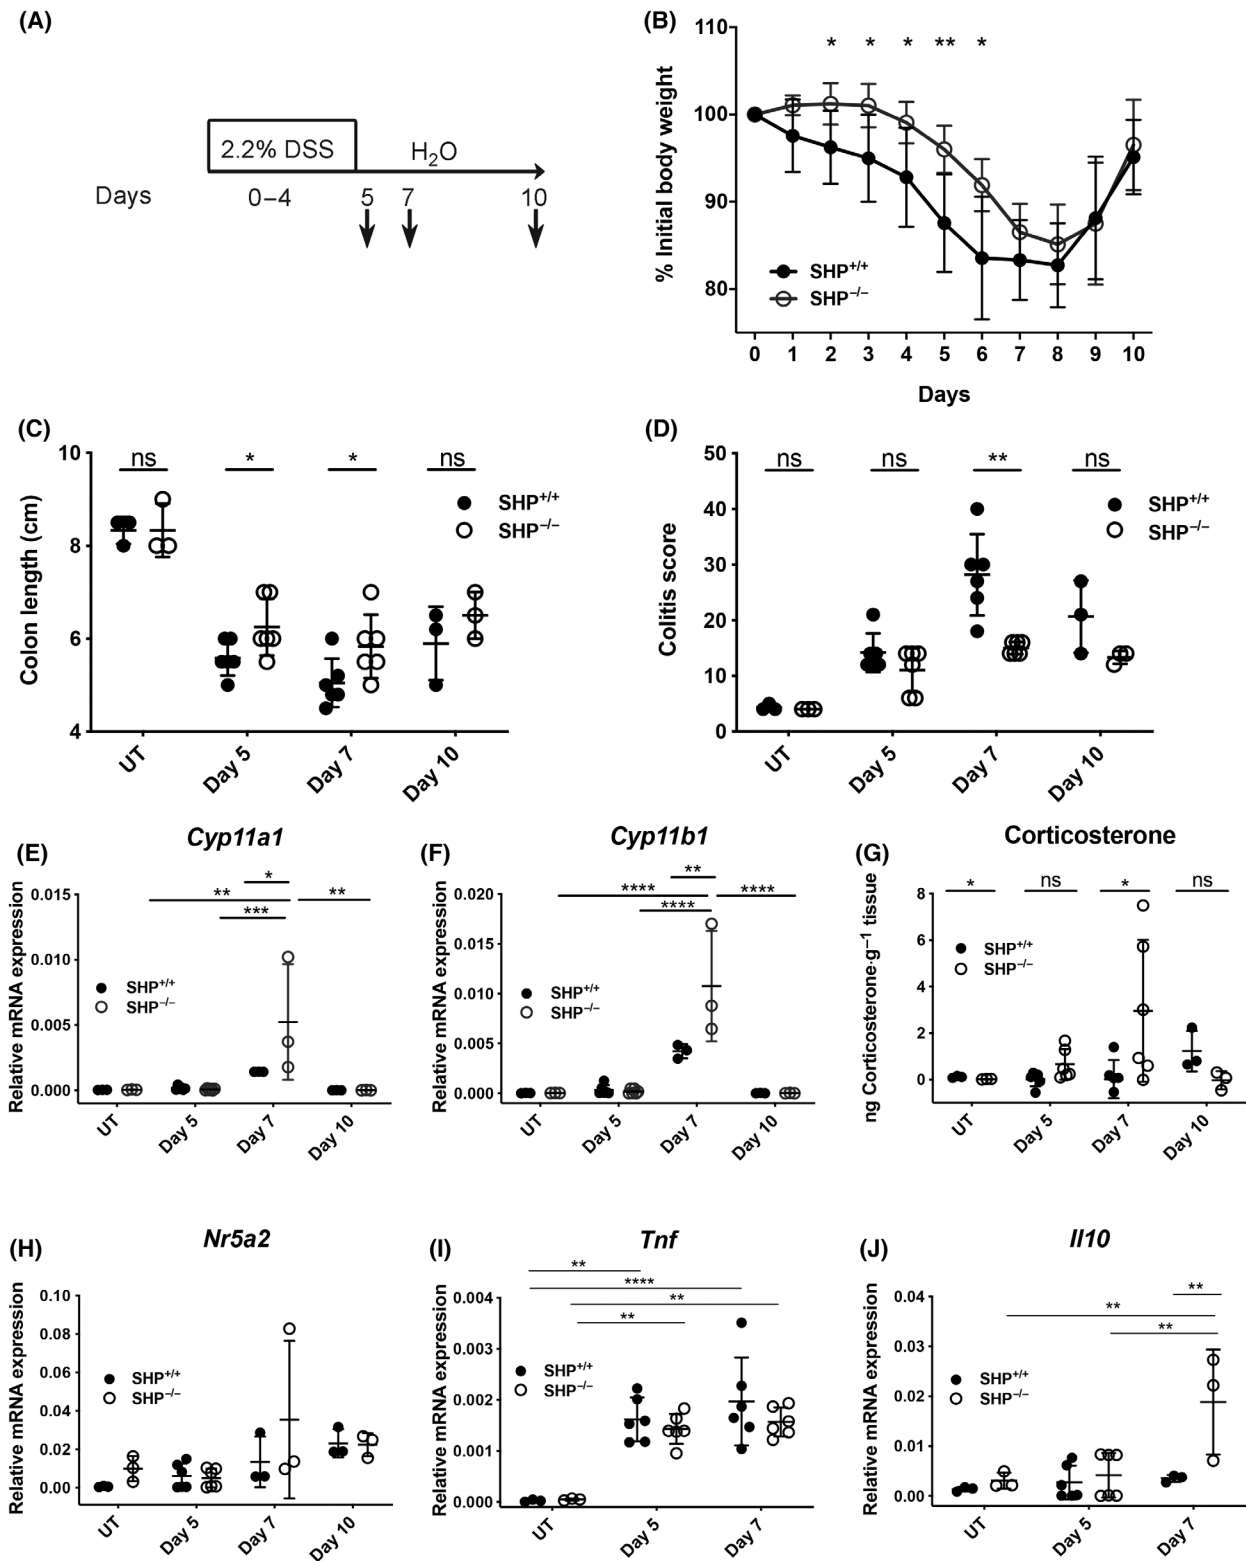 (A)
2.2% DSS
H₂O
Days 0–4 5 7 10
(B)
110
100
90
80
% Initial body weight
* * * ** *
SHP+/+
SHP−/−
0 1 2 3 4 5 6 7 8 9 10
Days
(C)
10
8
6
4
Colon length (cm)
ns * * ns
SHP+/+
SHP−/−
UT Day 5 Day 7 Day 10
(D)
50
40
30
20
10
0
Colitis score
ns ns ** ns
SHP+/+
SHP−/−
UT Day 5 Day 7 Day 10
(E)
Cyp11a1
0.015
0.010
0.005
0.000
Relative mRNA expression
*
** **
***
SHP+/+
SHP−/−
UT Day 5 Day 7 Day 10
(F)
Cyp11b1
0.020
0.015
0.010
0.005
0.000
Relative mRNA expression
**
**** ****
****
SHP+/+
SHP−/−
UT Day 5 Day 7 Day 10
(G)
Corticosterone
8
6
4
2
0
ng Corticosterone·g−1 tissue
* ns * ns
SHP+/+
SHP−/−
UT Day 5 Day 7 Day 10
(H)
Nr5a2
0.10
0.08
0.06
0.04
0.02
0.00
Relative mRNA expression
SHP+/+
SHP−/−
UT Day 5 Day 7 Day 10
(I)
Tnf
0.004
0.003
0.002
0.001
0.000
Relative mRNA expression
**
****
**
**
SHP+/+
SHP−/−
UT Day 5 Day 7
(J)
Il10
0.04
0.03
0.02
0.01
0.00
Relative mRNA expression
**
**
**
SHP+/+
SHP−/−
UT Day 5 Day 7